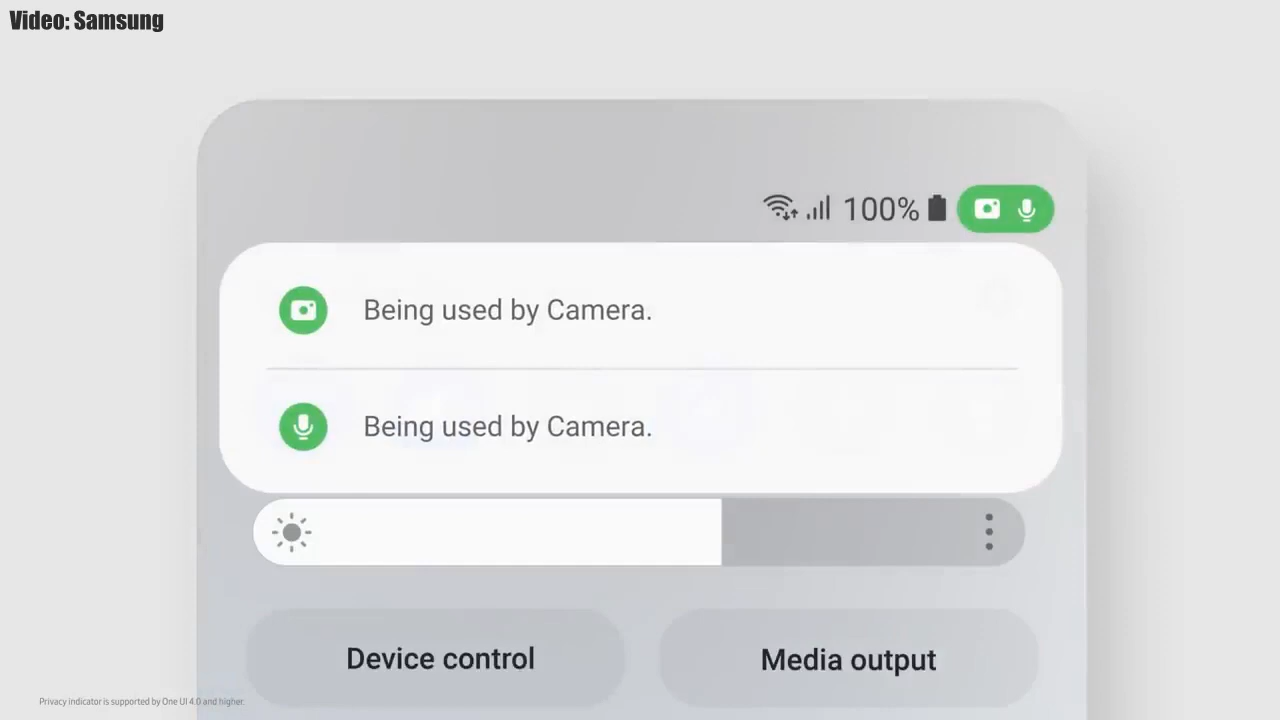 Video: Samsung
100%
Being used by Camera.
Being used by Camera.
Device control
Media output
Privacy indicator is supported by One UI 4.0 and higher.